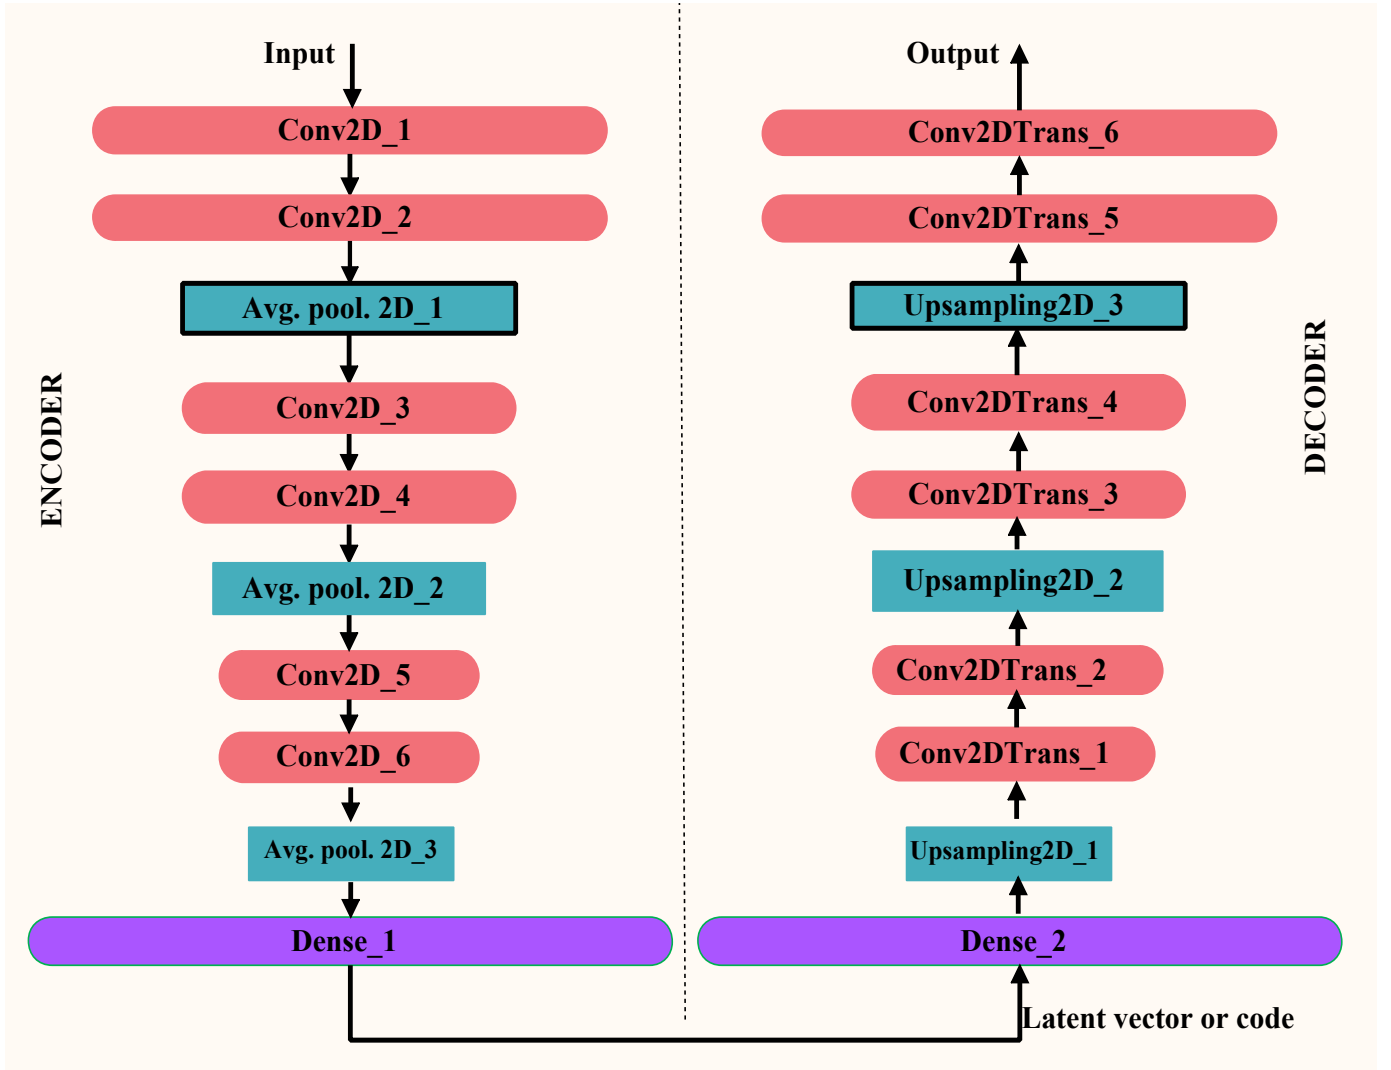 Input
Conv2D_1
Conv2D_2
Avg. pool. 2D_1
Conv2D_3
Conv2D_4
Avg. pool. 2D_2
Conv2D_5
Conv2D_6
Avg. pool. 2D_3
Dense_1
ENCODER
Output
Conv2DTrans_6
Conv2DTrans_5
Upsampling2D_3
Conv2DTrans_4
Conv2DTrans_3
Upsampling2D_2
Conv2DTrans_2
Conv2DTrans_1
Upsampling2D_1
Dense_2
DECODER
Latent vector or code